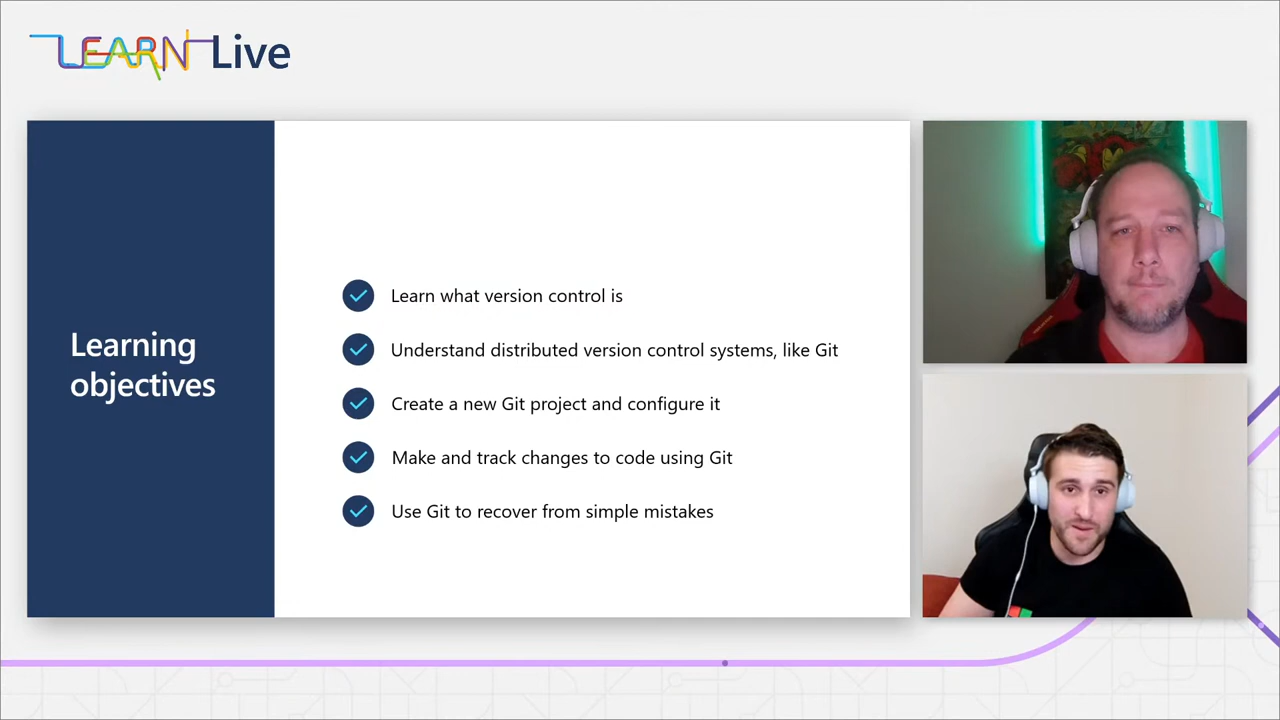 LEARN Live
Learning
objectives
Learn what version control is
Understand distributed version control systems, like Git
Create a new Git project and configure it
Make and track changes to code using Git
Use Git to recover from simple mistakes